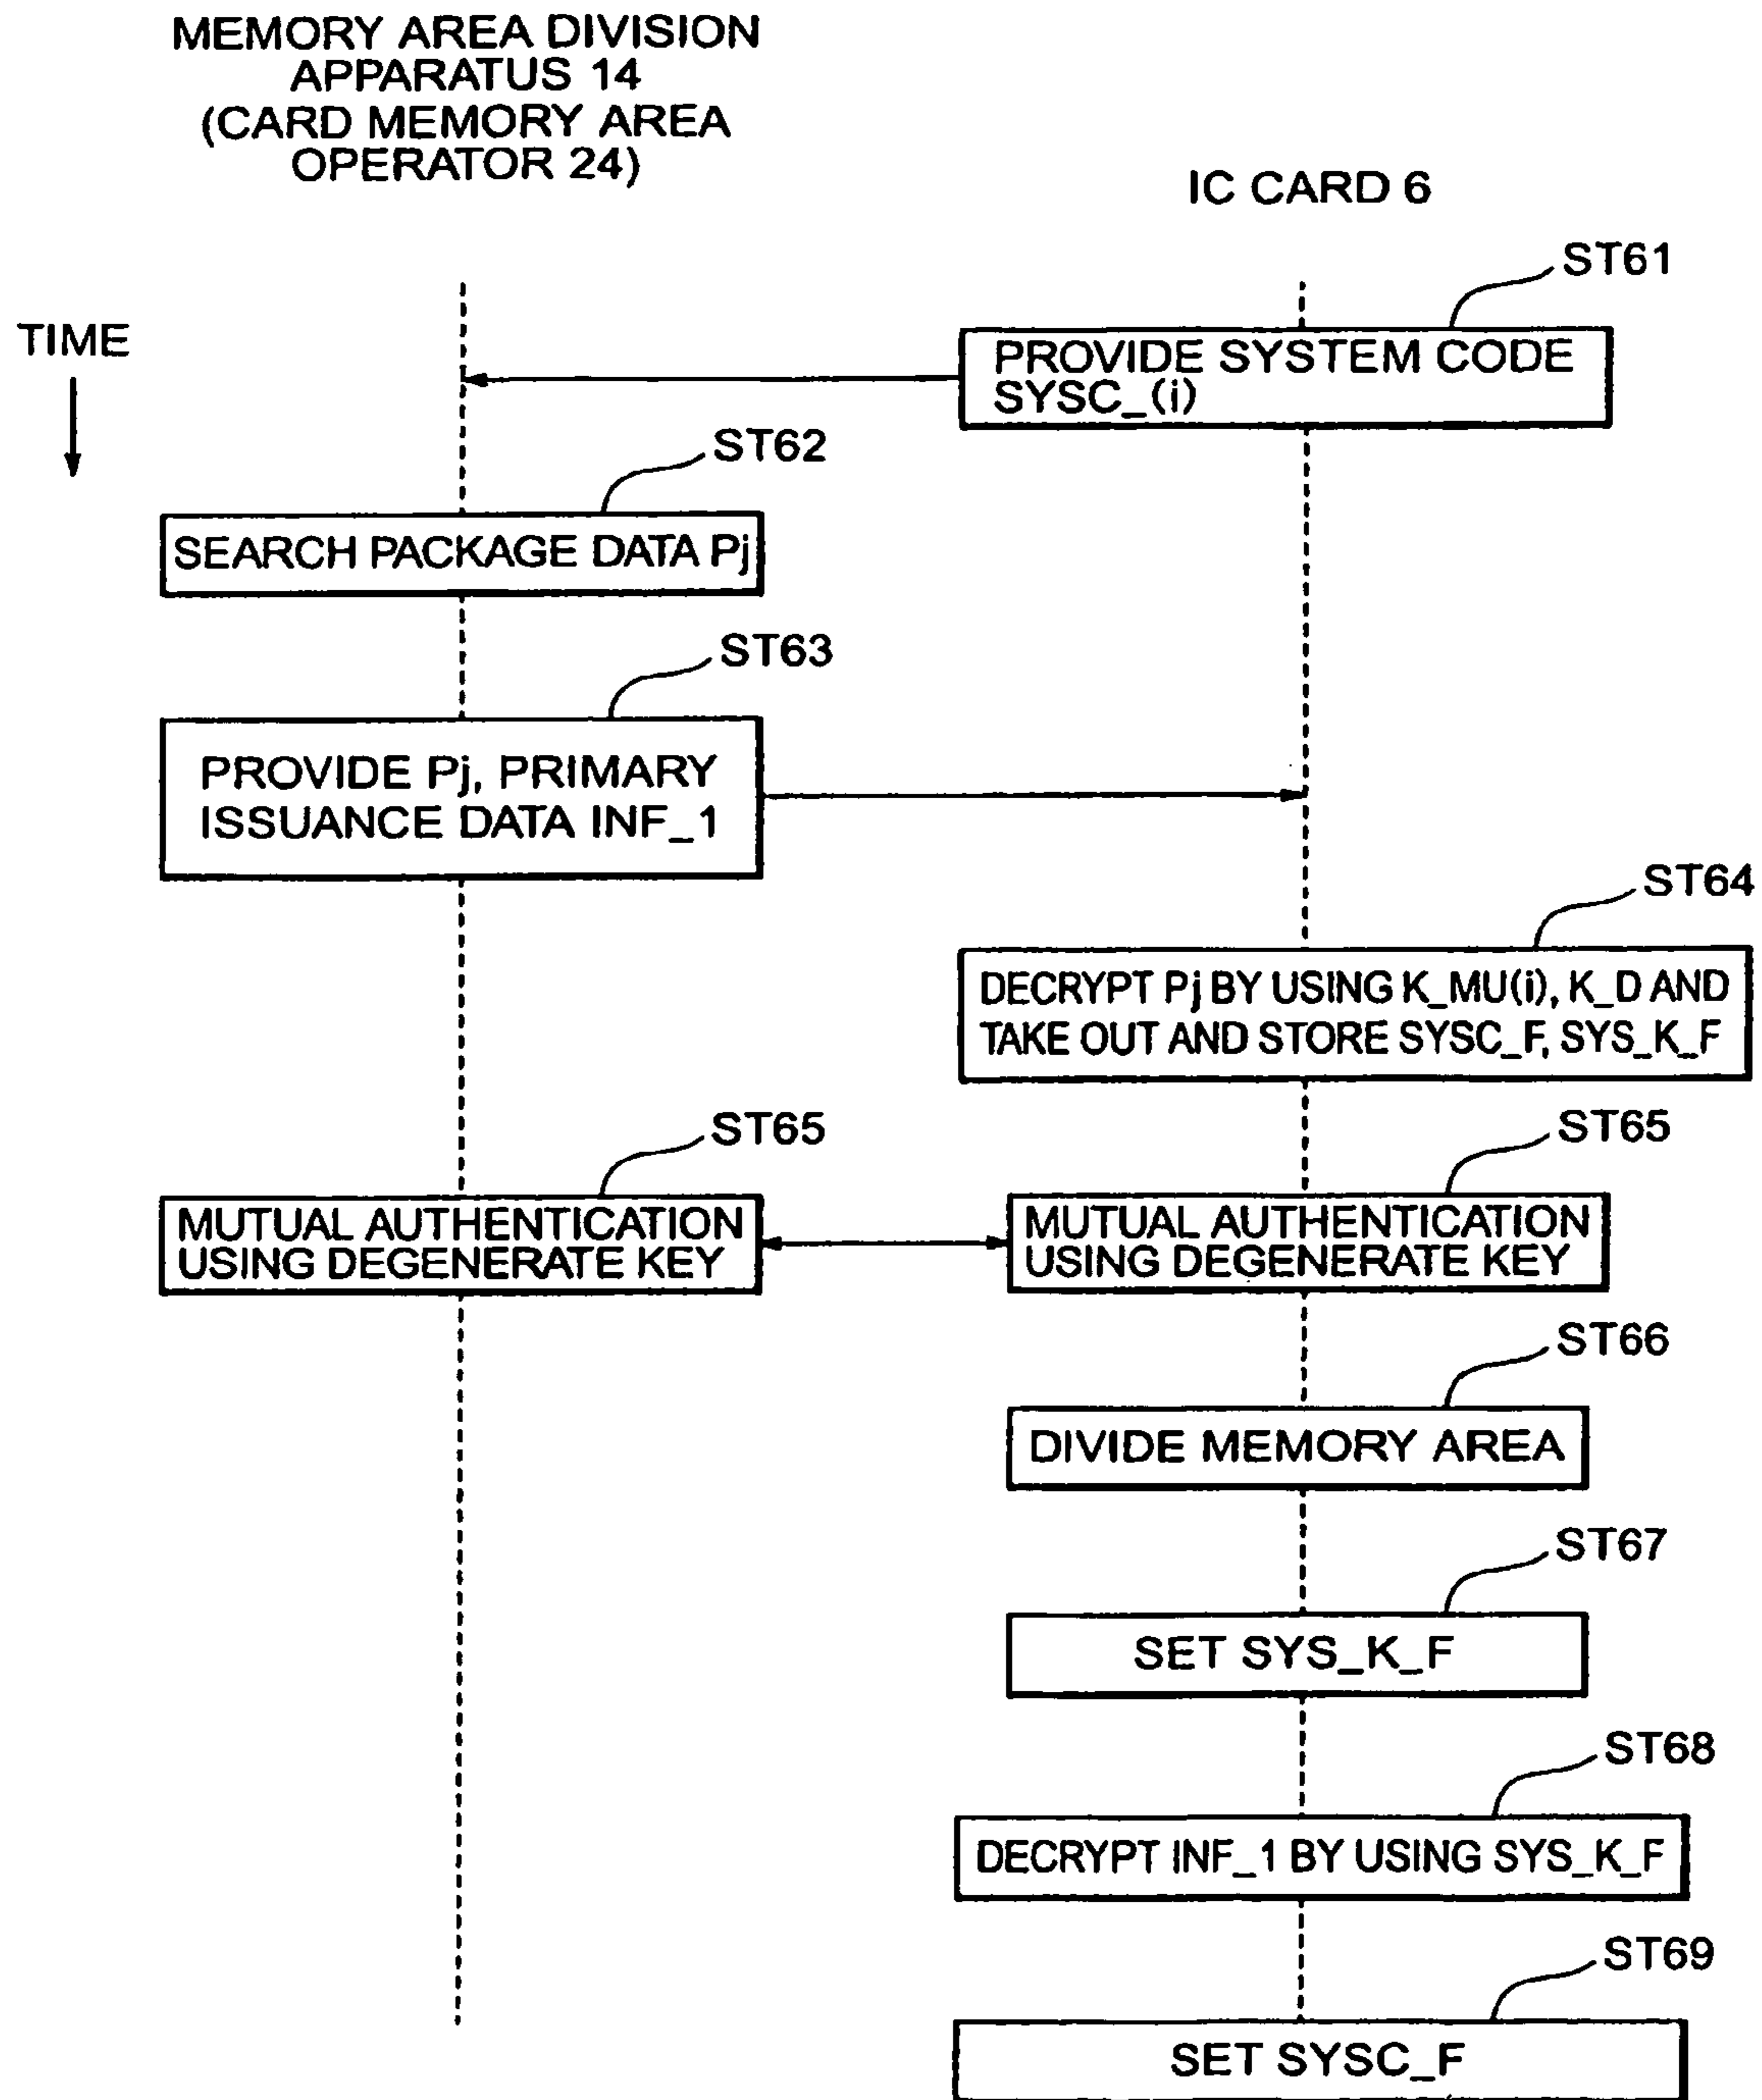 MEMORY AREA DIVISION
APPARATUS 14
(CARD MEMORY AREA
OPERATOR 24)
IC CARD 6
TIME
ST61
PROVIDE SYSTEM CODE
SYSC_(i)
ST62
SEARCH PACKAGE DATA Pj
ST63
PROVIDE Pj, PRIMARY
ISSUANCE DATA INF_1
ST64
DECRYPT Pj BY USING K_MU(i), K_D AND
TAKE OUT AND STORE SYSC_F, SYS_K_F
ST65
MUTUAL AUTHENTICATION
USING DEGENERATE KEY
ST65
MUTUAL AUTHENTICATION
USING DEGENERATE KEY
ST66
DIVIDE MEMORY AREA
ST67
SET SYS_K_F
ST68
DECRYPT INF_1 BY USING SYS_K_F
ST69
SET SYSC_F